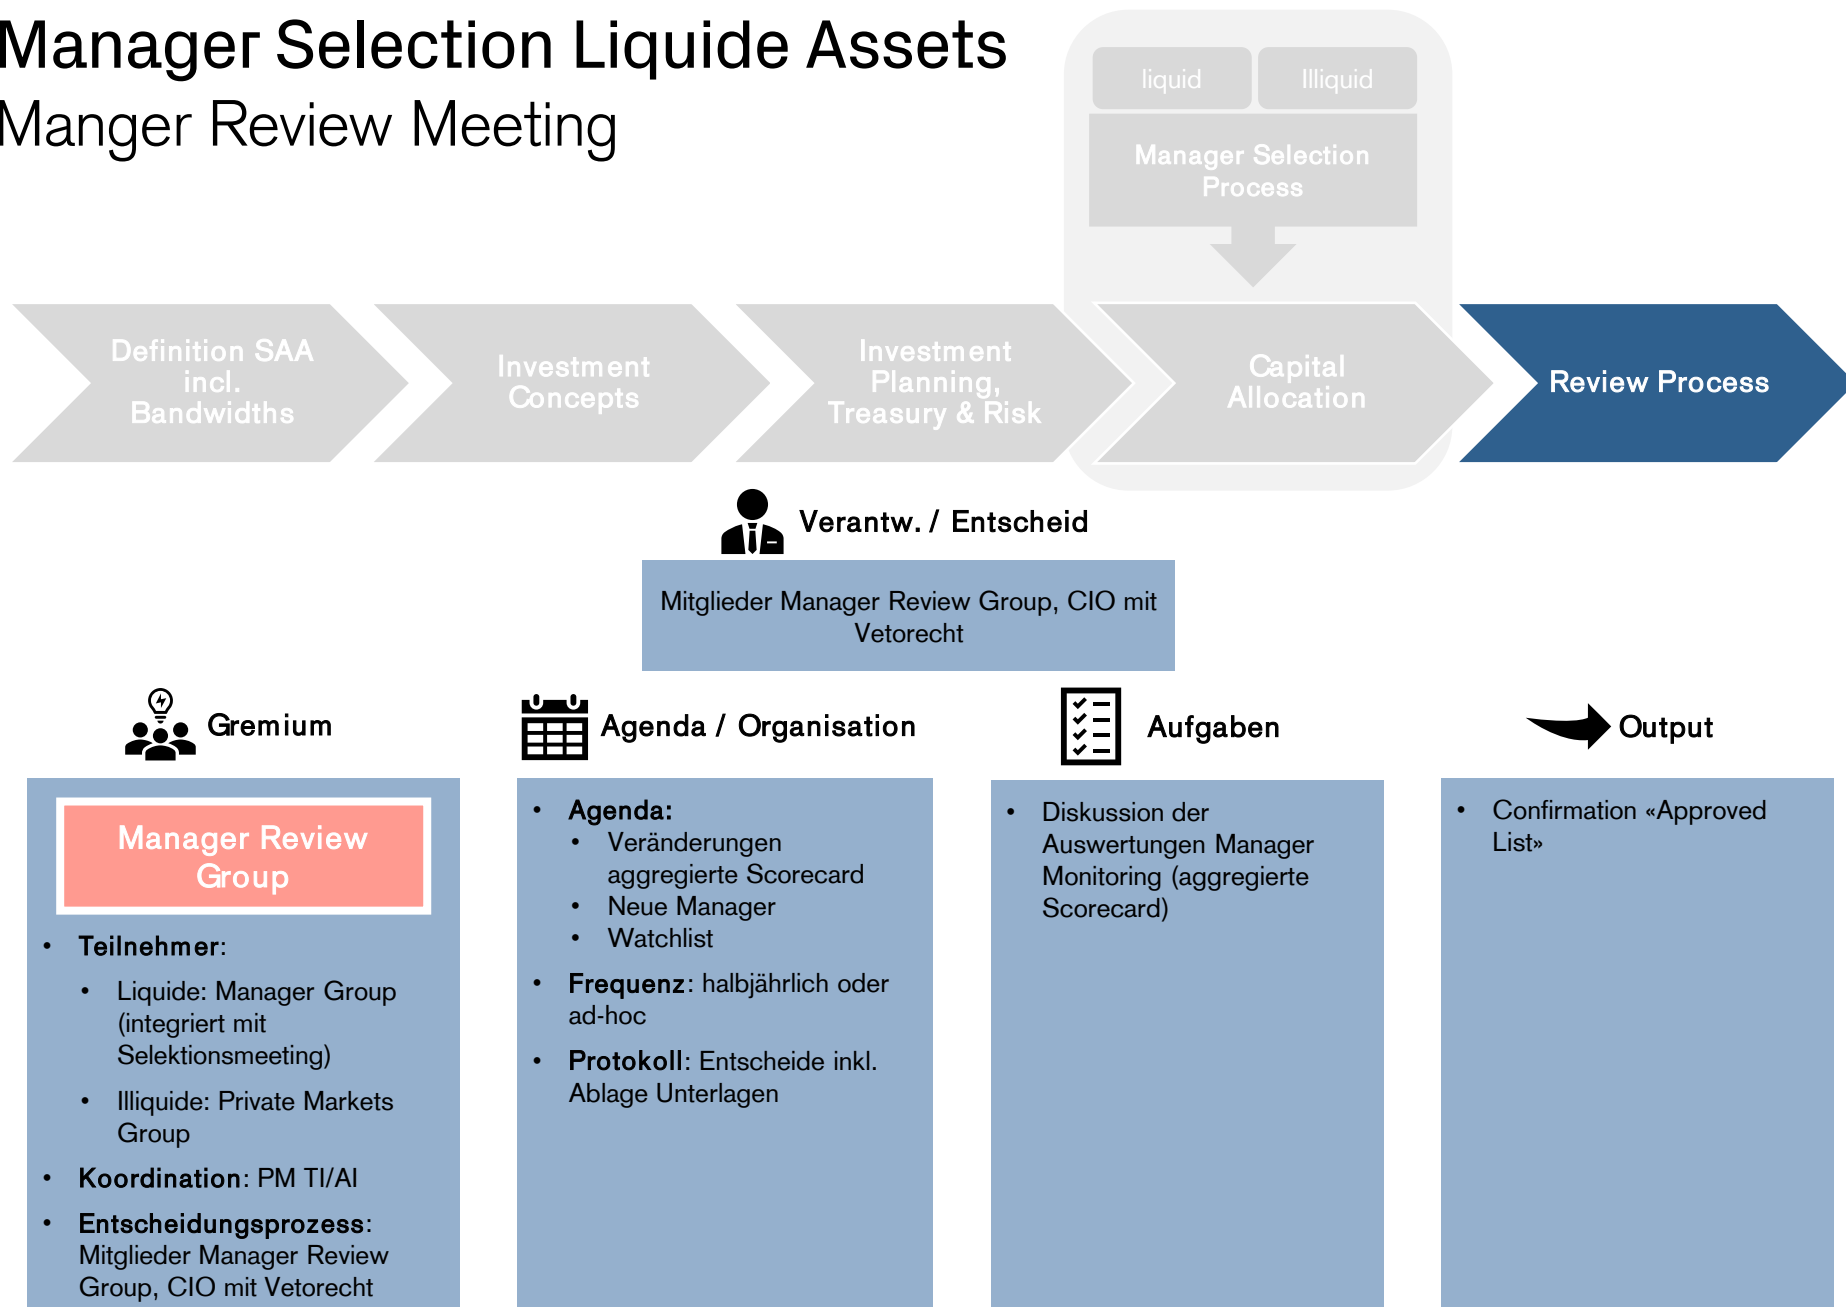 Manager Selection Liquide Assets
Manger Review Meeting
liquid
Illiquid
Manager Selection
Process
Definition SAA
incl.
Bandwidths
Investment
Concepts
Investment
Planning,
Treasury & Risk
Capital
Allocation
Review Process
Verantw. / Entscheid
Mitglieder Manager Review Group, CIO mit
Vetorecht
Gremium
Manager Review
Group
• Teilnehmer:
• Liquide: Manager Group
(integriert mit
Selektionsmeeting)
• Illiquide: Private Markets
Group
• Koordination: PM TI/AI
• Entscheidungsprozess:
Mitglieder Manager Review
Group, CIO mit Vetorecht
Agenda / Organisation
• Agenda:
• Veränderungen
aggregierte Scorecard
• Neue Manager
• Watchlist
• Frequenz: halbjährlich oder
ad-hoc
• Protokoll: Entscheide inkl.
Ablage Unterlagen
Aufgaben
• Diskussion der
Auswertungen Manager
Monitoring (aggregierte
Scorecard)
Output
• Confirmation «Approved
List»